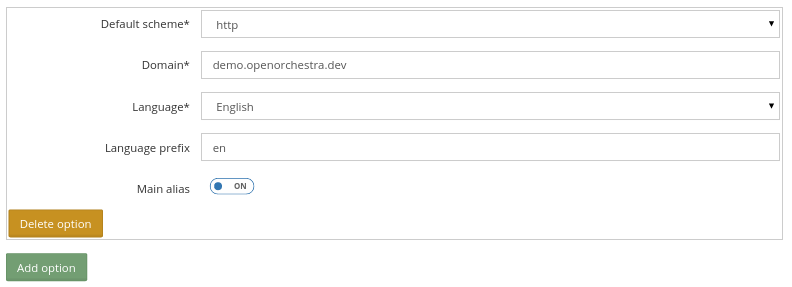 Default scheme* http
Domain* demo.openorchestra.dev
Language* English
Language prefix en
Main alias ON
Delete option
Add option